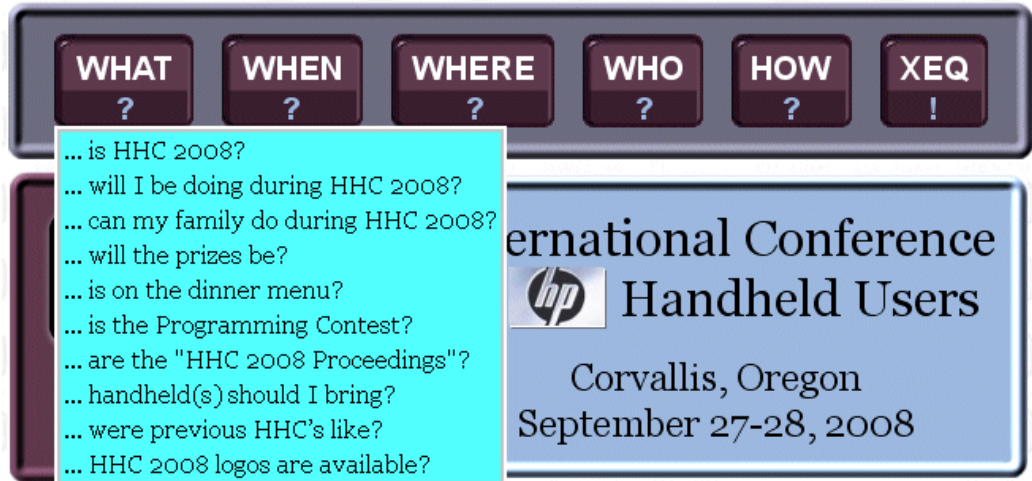 WHAT WHEN WHERE WHO HOW XEQ
? ? ? ? ? !
... is HHC 2008?
... will I be doing during HHC 2008?
... can my family do during HHC 2008?
... will the prizes be?
... is on the dinner menu?
... is the Programming Contest?
... are the "HHC 2008 Proceedings"?
... handheld(s) should I bring?
... were previous HHC's like?
... HHC 2008 logos are available?
ernational Conference
hp Handheld Users
Corvallis, Oregon
September 27-28, 2008